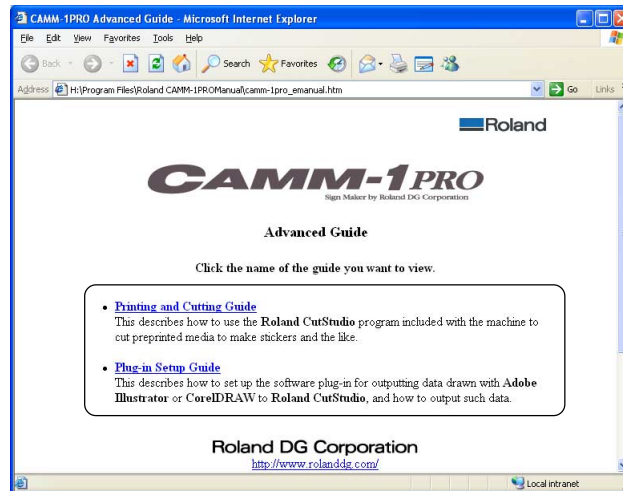 CAMM-1PRO Advanced Guide - Microsoft Internet Explorer
File Edit View Favorites Tools Help
Back Search Favorites
Address H:\Program Files\Roland CAMM-1PROManual\camm-1pro_emanual.htm Go Links
Roland
CAMM-1 PRO
Sign Maker by Roland DG Corporation
Advanced Guide
Click the name of the guide you want to view.
• Printing and Cutting Guide
This describes how to use the Roland CutStudio program included with the machine to
cut preprinted media to make stickers and the like.
• Plug-in Setup Guide
This describes how to set up the software plug-in for outputting data drawn with Adobe
Illustrator or CorelDRAW to Roland CutStudio, and how to output such data.
Roland DG Corporation
http://www.rolanddg.com/
Local intranet